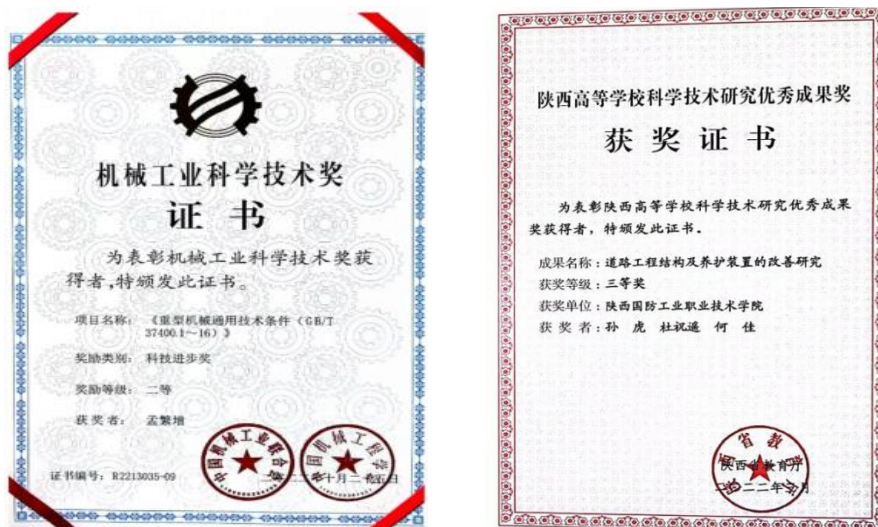 机械工业科学技术奖
证书
为表彰机械工业科学技术奖获
得者,特颁发此证书。
项目名称: 《重型机械通用技术条件（GB/T
37400.1～16）》
奖励类别: 科技进步奖
奖励等级: 二等
获奖者: 孟繁增
证书编号: R2213035-09
陕西高等学校科学技术研究优秀成果奖
获奖证书
为表彰陕西高等学校科学技术研究优秀成果
奖获得者，特颁发此证书。
成果名称:道路工程结构及养护装置的改善研究
获奖等级:三等奖
获奖单位:陕西国防工业职业技术学院
获奖者:孙虎 杜祝遥 何佳
陕西省教育厅